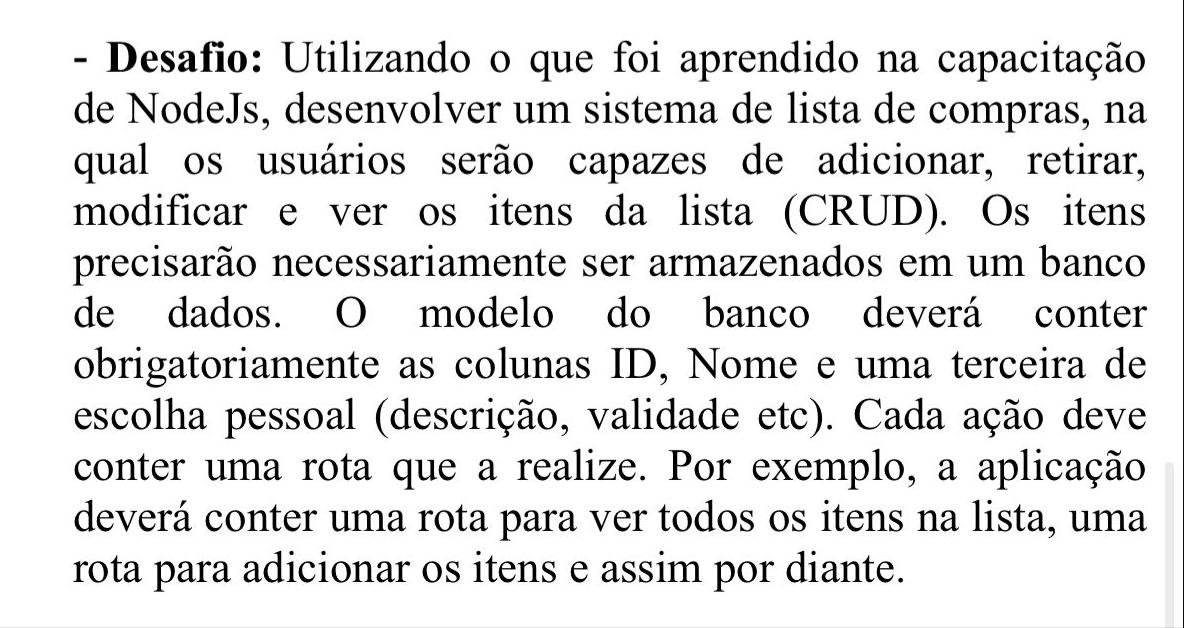 - Desafio: Utilizando o que foi aprendido na capacitação
de NodeJs, desenvolver um sistema de lista de compras, na
qual os usuários serão capazes de adicionar, retirar,
modificar e ver os itens da lista (CRUD). Os itens
precisarão necessariamente ser armazenados em um banco
de dados. O modelo do banco deverá conter
obrigatoriamente as colunas ID, Nome e uma terceira de
escolha pessoal (descrição, validade etc). Cada ação deve
conter uma rota que a realize. Por exemplo, a aplicação
deverá conter uma rota para ver todos os itens na lista, uma
rota para adicionar os itens e assim por diante.